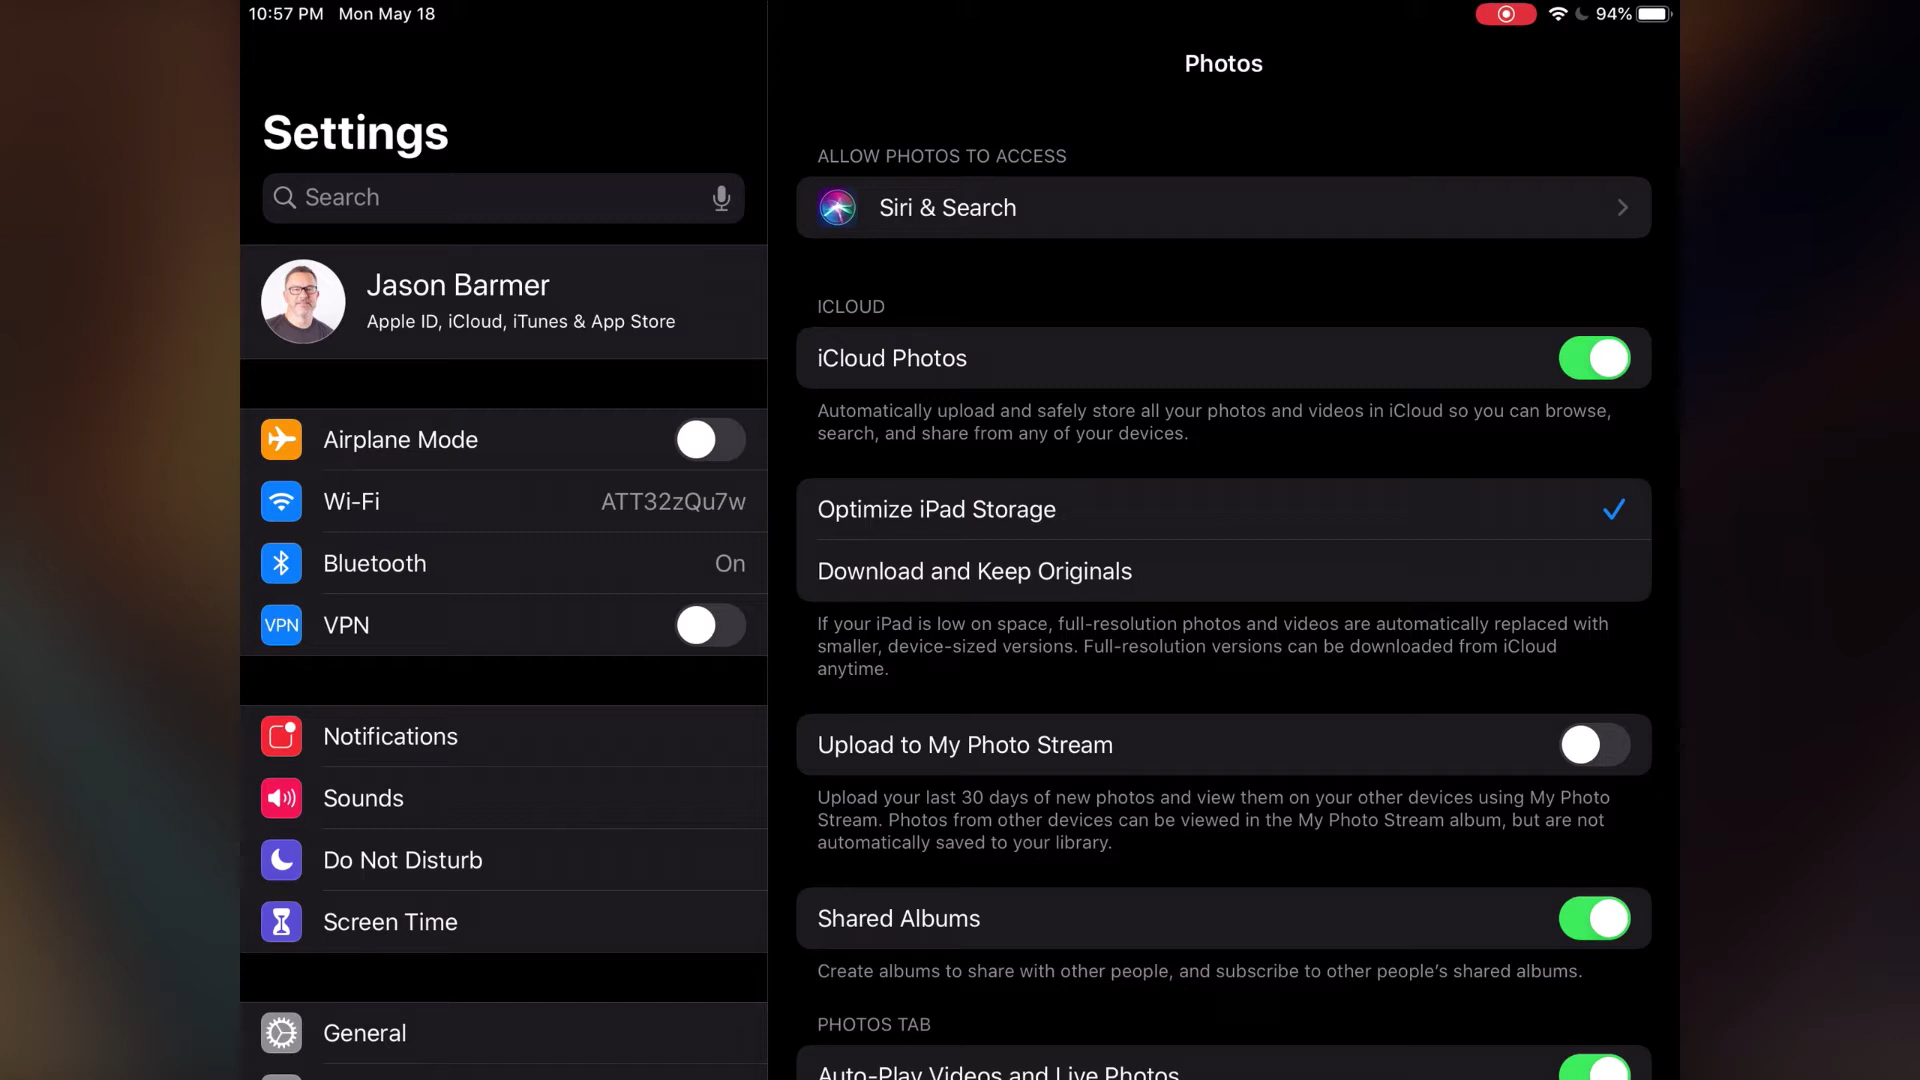 10:57 PM Mon May 18
94%
Settings
Search
Jason Barmer
Apple ID, iCloud, iTunes & App Store
Airplane Mode
Wi-Fi ATT32zQu7w
Bluetooth On
VPN VPN
Notifications
Sounds
Do Not Disturb
Screen Time
General
Photos
ALLOW PHOTOS TO ACCESS
Siri & Search
ICLOUD
iCloud Photos
Automatically upload and safely store all your photos and videos in iCloud so you can browse,
search, and share from any of your devices.
Optimize iPad Storage
Download and Keep Originals
If your iPad is low on space, full-resolution photos and videos are automatically replaced with
smaller, device-sized versions. Full-resolution versions can be downloaded from iCloud
anytime.
Upload to My Photo Stream
Upload your last 30 days of new photos and view them on your other devices using My Photo
Stream. Photos from other devices can be viewed in the My Photo Stream album, but are not
automatically saved to your library.
Shared Albums
Create albums to share with other people, and subscribe to other people’s shared albums.
PHOTOS TAB
Auto-Play Videos and Live Photos